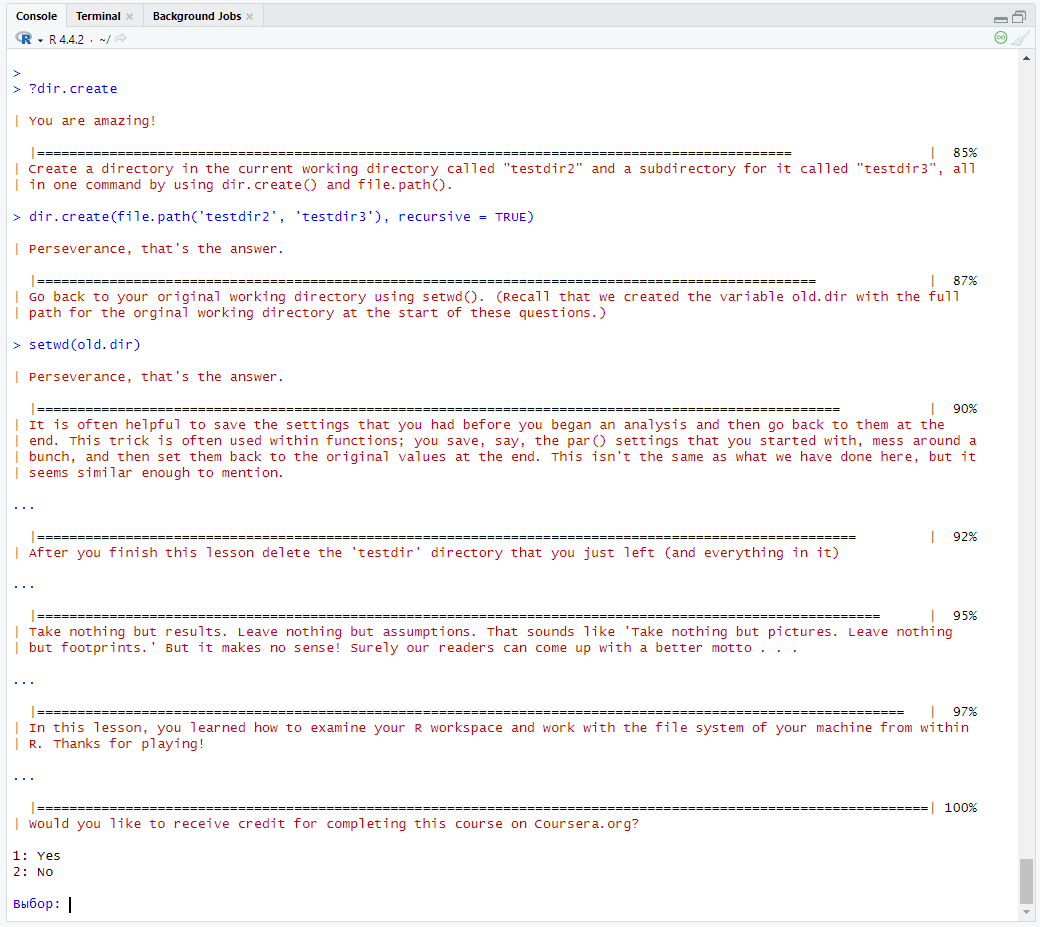 Console Terminal × Background Jobs ×
R 4.4.2 · ~/
>
> ?dir.create
| You are amazing!
|============================================================================================= | 85%
| Create a directory in the current working directory called "testdir2" and a subdirectory for it called "testdir3", all
| in one command by using dir.create() and file.path().
> dir.create(file.path('testdir2', 'testdir3'), recursive = TRUE)
| Perseverance, that's the answer.
|================================================================================================ | 87%
| Go back to your original working directory using setwd(). (Recall that we created the variable old.dir with the full
| path for the orginal working directory at the start of these questions.)
> setwd(old.dir)
| Perseverance, that's the answer.
|=================================================================================================== | 90%
| It is often helpful to save the settings that you had before you began an analysis and then go back to them at the
| end. This trick is often used within functions; you save, say, the par() settings that you started with, mess around a
| bunch, and then set them back to the original values at the end. This isn't the same as what we have done here, but it
| seems similar enough to mention.
...
|===================================================================================================== | 92%
| After you finish this lesson delete the 'testdir' directory that you just left (and everything in it)
...
|======================================================================================================== | 95%
| Take nothing but results. Leave nothing but assumptions. That sounds like 'Take nothing but pictures. Leave nothing
| but footprints.' But it makes no sense! Surely our readers can come up with a better motto . . .
...
|=========================================================================================================== | 97%
| In this lesson, you learned how to examine your R workspace and work with the file system of your machine from within
| R. Thanks for playing!
...
|==============================================================================================================| 100%
| Would you like to receive credit for completing this course on Coursera.org?
1: Yes
2: No
Выбор: